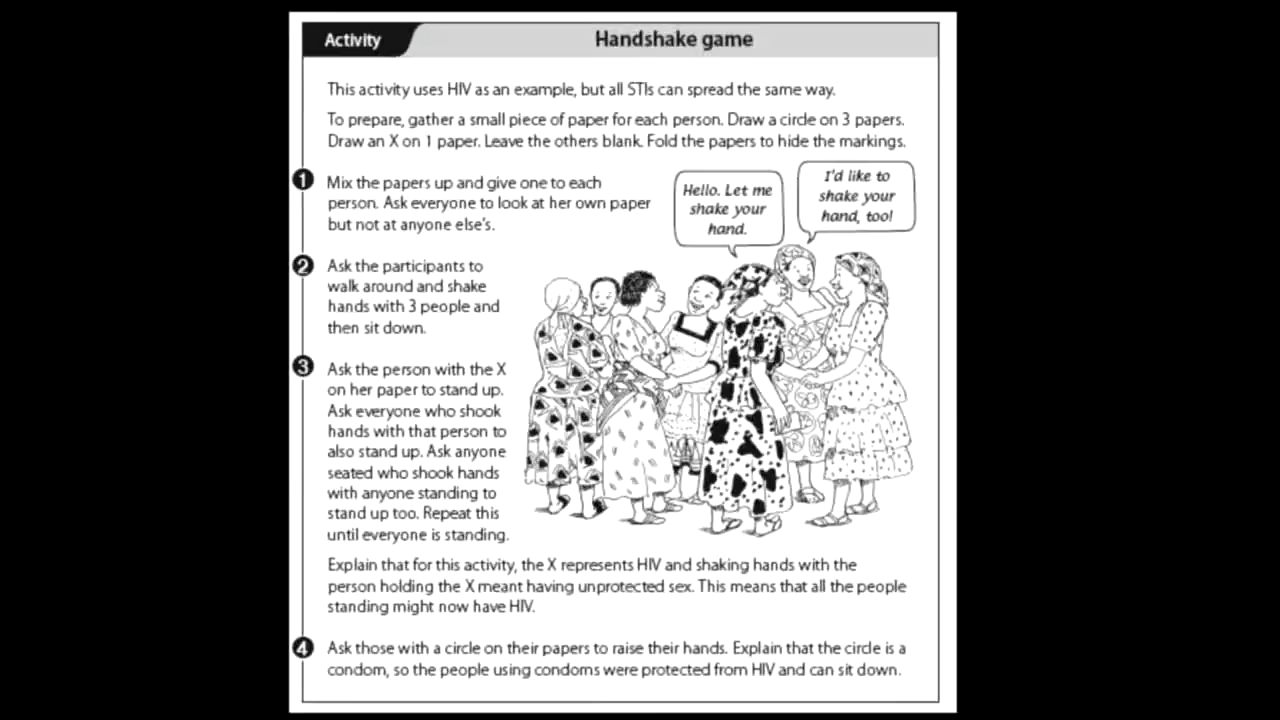 Activity
Handshake game
This activity uses HIV as an example, but all STIs can spread the same way.
To prepare, gather a small piece of paper for each person. Draw a circle on 3 papers.
Draw an X on 1 paper. Leave the others blank. Fold the papers to hide the markings.
1 Mix the papers up and give one to each
person. Ask everyone to look at her own paper
but not at anyone else's.
Hello. Let me
shake your
hand.
I'd like to
shake your
hand, too!
2 Ask the participants to
walk around and shake
hands with 3 people and
then sit down.
3 Ask the person with the X
on her paper to stand up.
Ask everyone who shook
hands with that person to
also stand up. Ask anyone
seated who shook hands
with anyone standing to
stand up too. Repeat this
until everyone is standing.
Explain that for this activity, the X represents HIV and shaking hands with the
person holding the X meant having unprotected sex. This means that all the people
standing might now have HIV.
4 Ask those with a circle on their papers to raise their hands. Explain that the circle is a
condom, so the people using condoms were protected from HIV and can sit down.